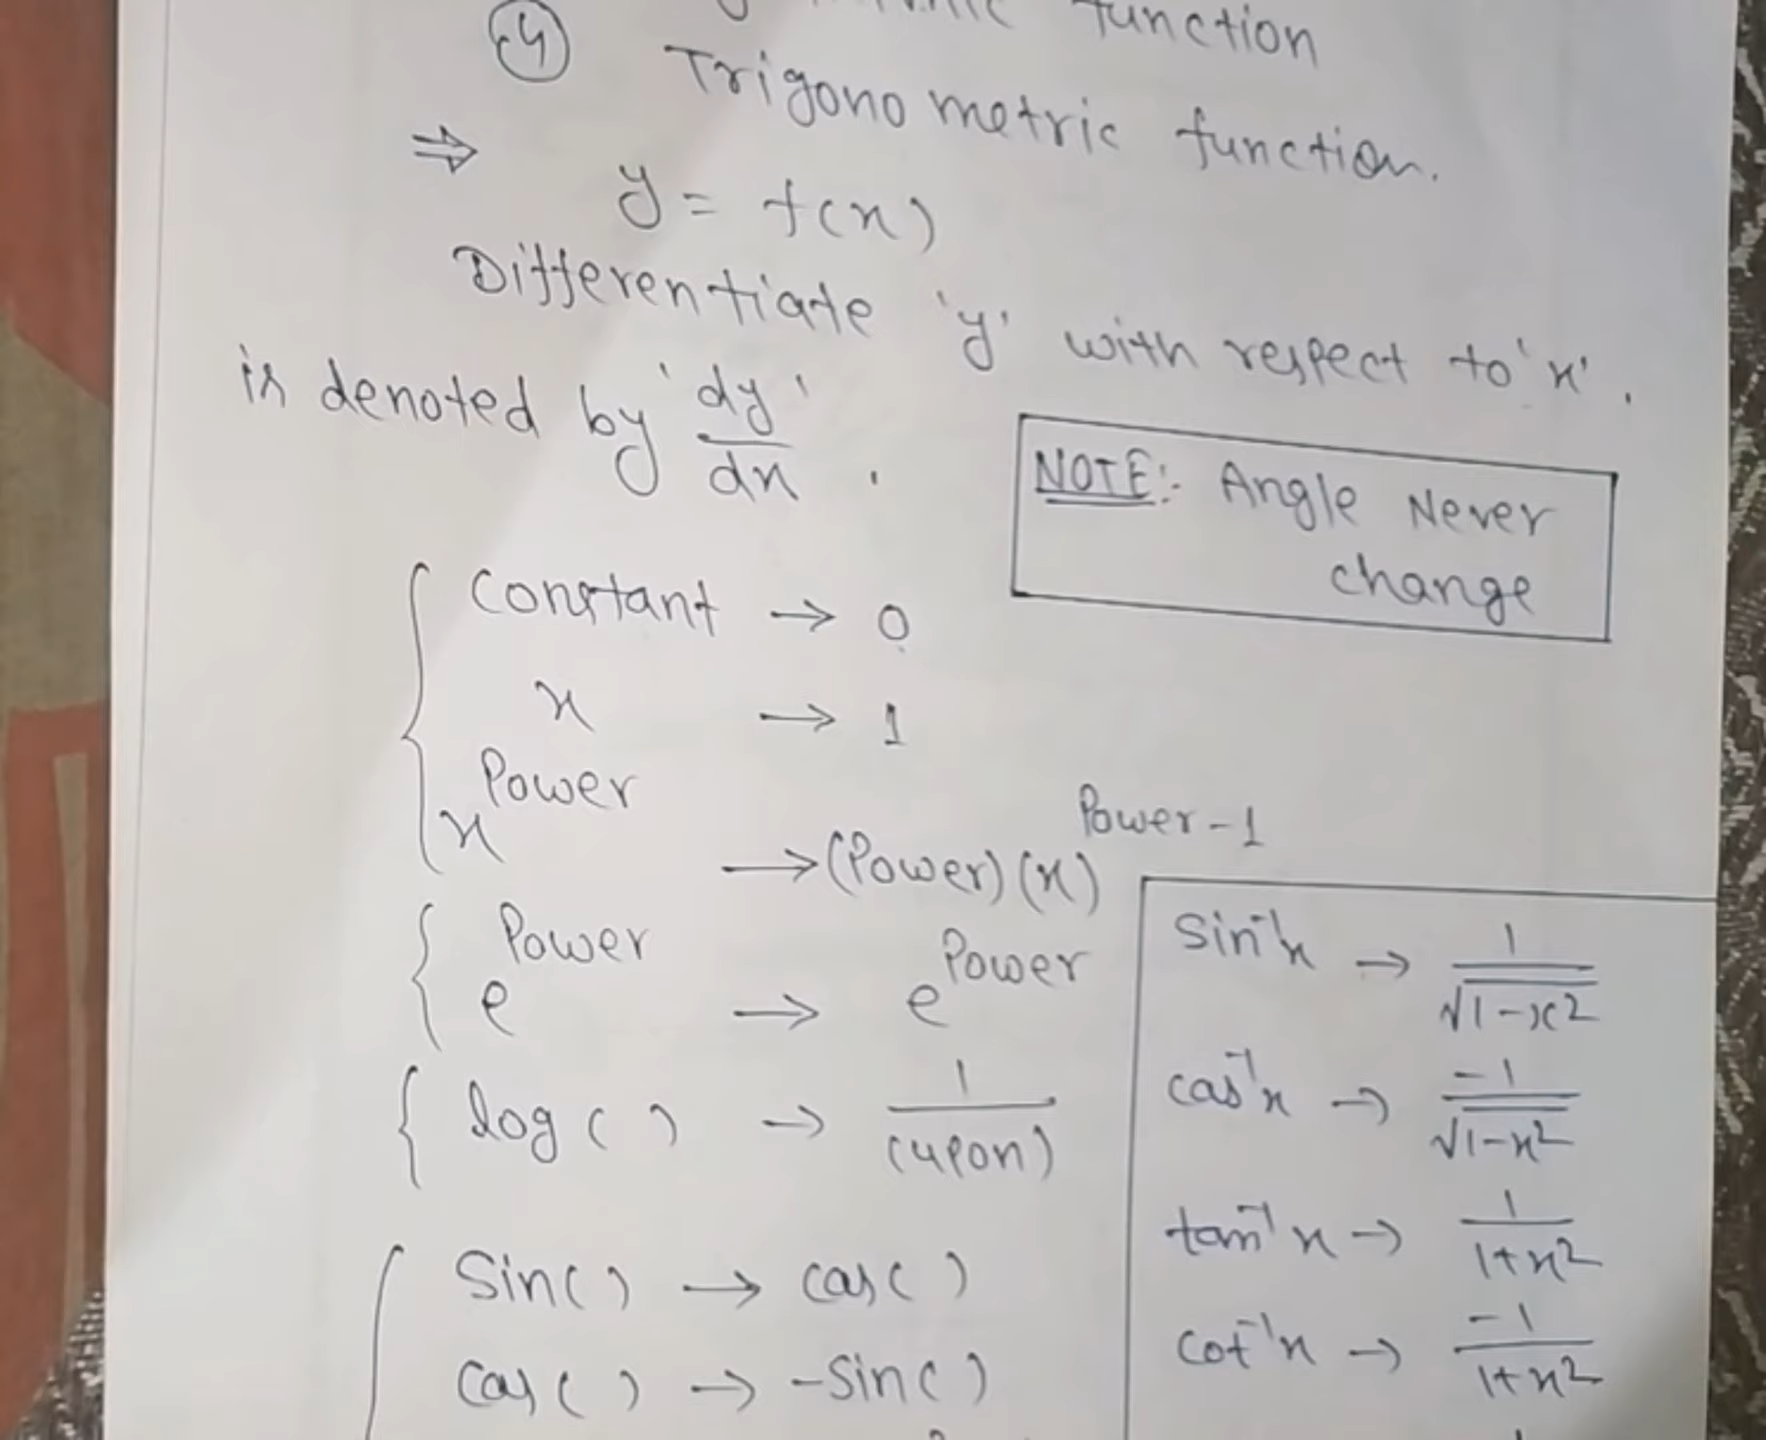 function
④ Trigonometric function.
⇒ y = f(x)
Differentiate 'y' with respect to 'x'.
is denoted by 'dy/dx'.
NOTE:- Angle Never
change
Constant → 0
x → 1
x^Power → (Power)(x)^Power-1
e^Power → e^Power
log( ) → 1/(upon)
Sin( ) → cos( )
Cos( ) → -Sin( )
Sin⁻¹x → 1/√1-x²
cos⁻¹x → -1/√1-x²
tan⁻¹x → 1/1+x²
cot⁻¹x → -1/1+x²